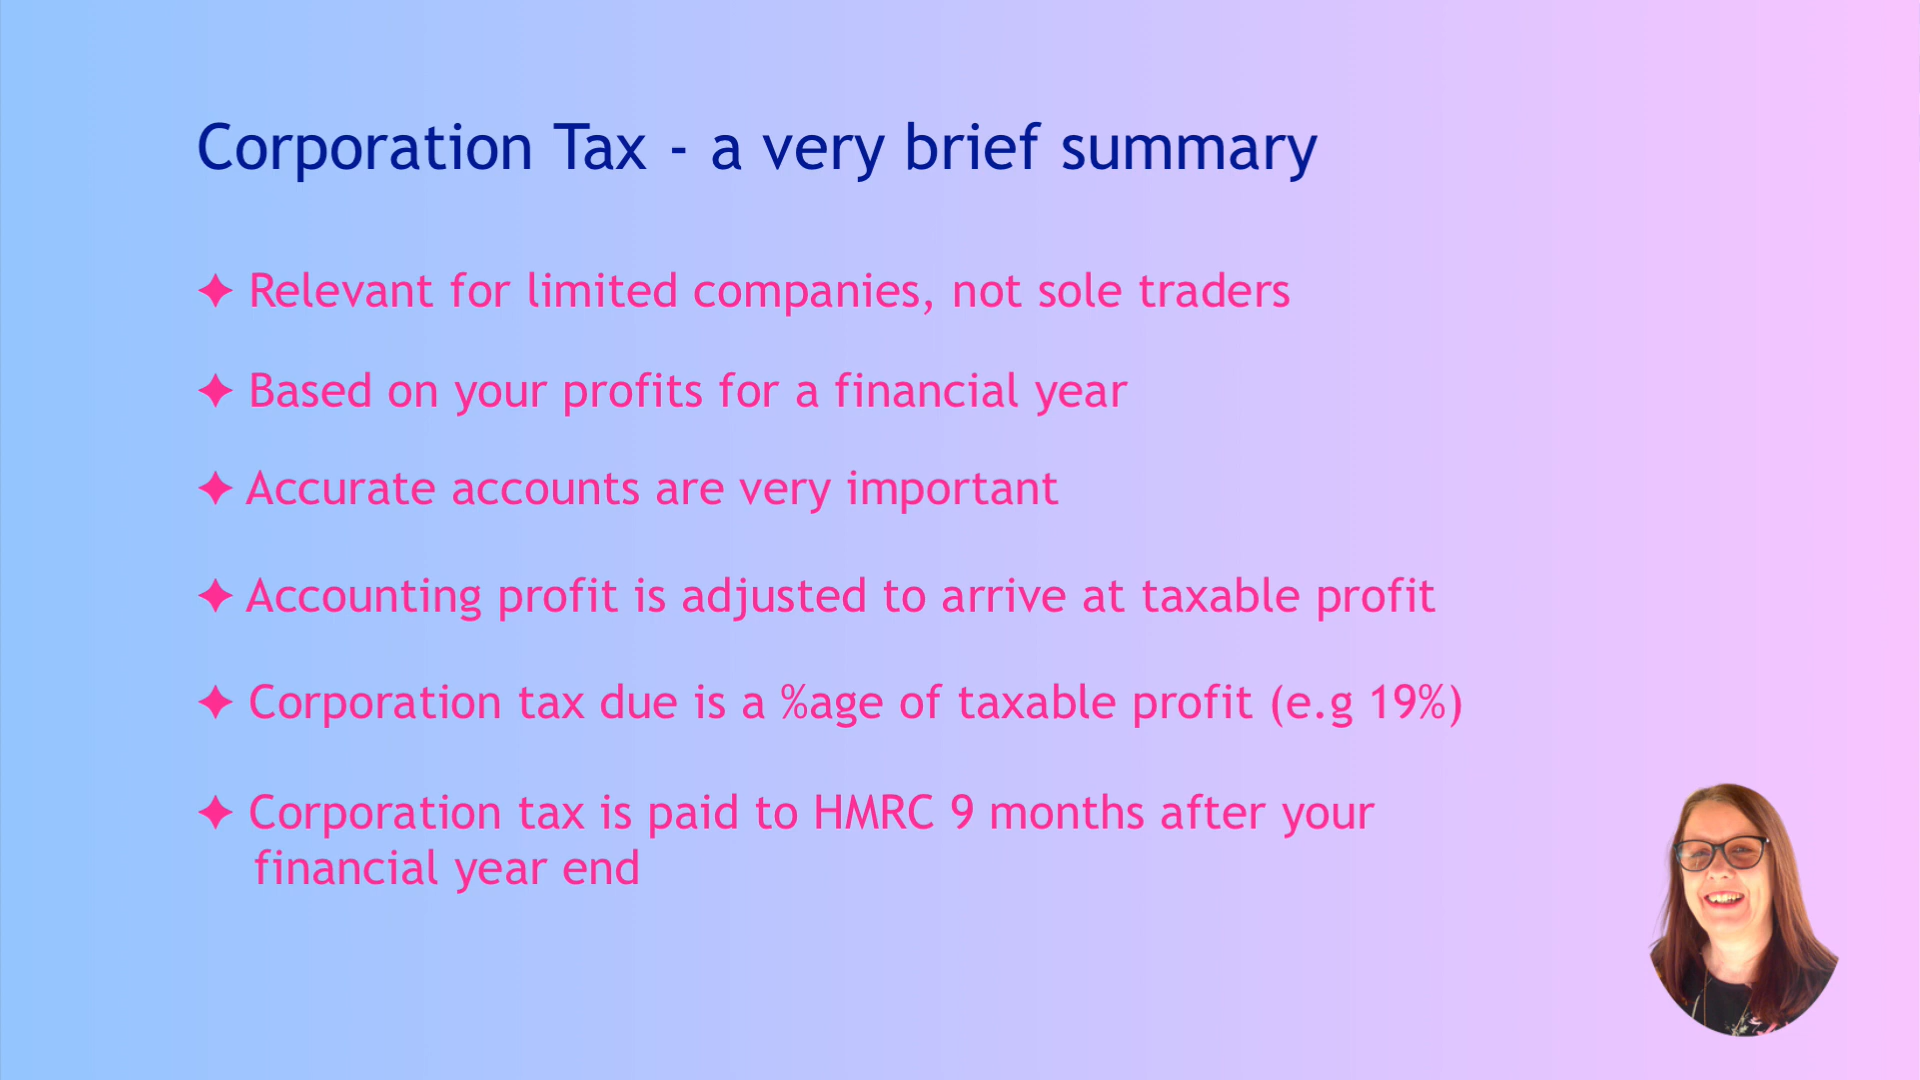 Corporation Tax - a very brief summary
✦ Relevant for limited companies, not sole traders
✦ Based on your profits for a financial year
✦ Accurate accounts are very important
✦ Accounting profit is adjusted to arrive at taxable profit
✦ Corporation tax due is a %age of taxable profit (e.g 19%)
✦ Corporation tax is paid to HMRC 9 months after your
financial year end